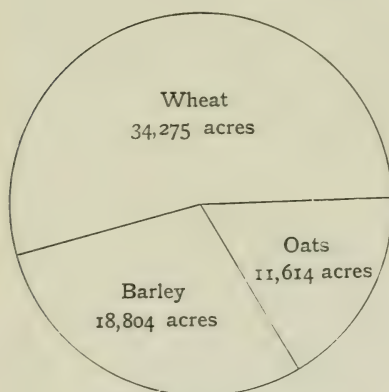 Wheat
34,275 acres
Oats
11,614 acres
Barley
18,804 acres